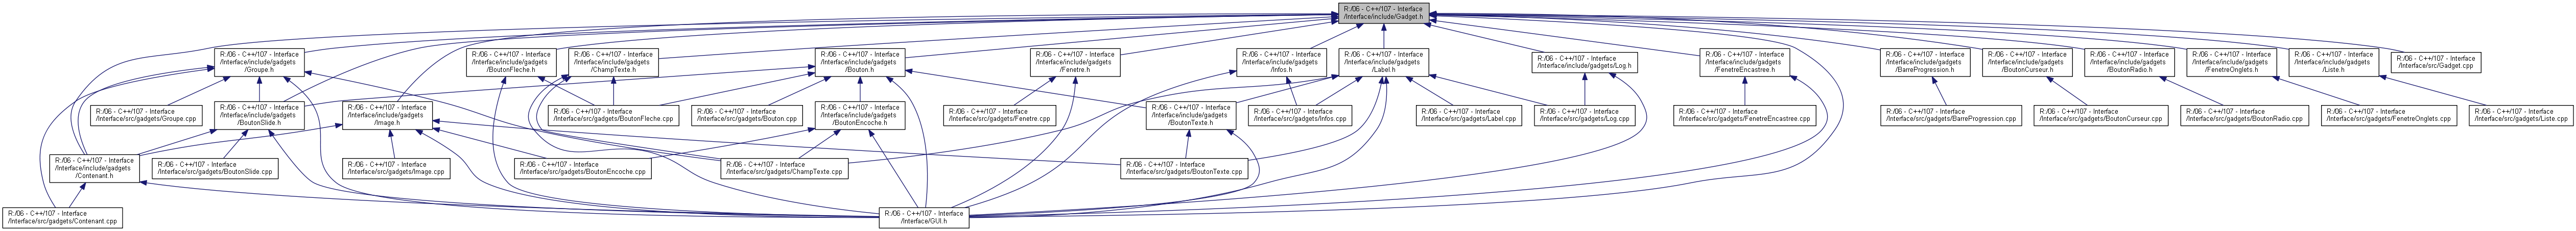 R:/06 - C++/107 - Interface
/Interface/include/Gadget.h
R:/06 - C++/107 - Interface
/Interface/include/gadgets
/Groupe.h
R:/06 - C++/107 - Interface
/Interface/include/gadgets
/BoutonFleche.h
R:/06 - C++/107 - Interface
/Interface/include/gadgets
/ChampTexte.h
R:/06 - C++/107 - Interface
/Interface/include/gadgets
/Bouton.h
R:/06 - C++/107 - Interface
/Interface/include/gadgets
/Fenetre.h
R:/06 - C++/107 - Interface
/Interface/include/gadgets
/Infos.h
R:/06 - C++/107 - Interface
/Interface/include/gadgets
/Label.h
R:/06 - C++/107 - Interface
/Interface/include/gadgets/Log.h
R:/06 - C++/107 - Interface
/Interface/include/gadgets
/FenetreEncastree.h
R:/06 - C++/107 - Interface
/Interface/include/gadgets
/BarreProgression.h
R:/06 - C++/107 - Interface
/Interface/include/gadgets
/BoutonCurseur.h
R:/06 - C++/107 - Interface
/Interface/include/gadgets
/BoutonRadio.h
R:/06 - C++/107 - Interface
/Interface/include/gadgets
/FenetreOnglets.h
R:/06 - C++/107 - Interface
/Interface/include/gadgets
/Liste.h
R:/06 - C++/107 - Interface
/Interface/src/Gadget.cpp
R:/06 - C++/107 - Interface
/Interface/src/gadgets/Groupe.cpp
R:/06 - C++/107 - Interface
/Interface/include/gadgets
/BoutonSlide.h
R:/06 - C++/107 - Interface
/Interface/include/gadgets
/Image.h
R:/06 - C++/107 - Interface
/Interface/src/gadgets/BoutonFleche.cpp
R:/06 - C++/107 - Interface
/Interface/src/gadgets/Bouton.cpp
R:/06 - C++/107 - Interface
/Interface/include/gadgets
/BoutonEncoche.h
R:/06 - C++/107 - Interface
/Interface/src/gadgets/Fenetre.cpp
R:/06 - C++/107 - Interface
/Interface/include/gadgets
/BoutonTexte.h
R:/06 - C++/107 - Interface
/Interface/src/gadgets/Infos.cpp
R:/06 - C++/107 - Interface
/Interface/src/gadgets/Label.cpp
R:/06 - C++/107 - Interface
/Interface/src/gadgets/Log.cpp
R:/06 - C++/107 - Interface
/Interface/src/gadgets/FenetreEncastree.cpp
R:/06 - C++/107 - Interface
/Interface/src/gadgets/BarreProgression.cpp
R:/06 - C++/107 - Interface
/Interface/src/gadgets/BoutonCurseur.cpp
R:/06 - C++/107 - Interface
/Interface/src/gadgets/BoutonRadio.cpp
R:/06 - C++/107 - Interface
/Interface/src/gadgets/FenetreOnglets.cpp
R:/06 - C++/107 - Interface
/Interface/src/gadgets/Liste.cpp
R:/06 - C++/107 - Interface
/Interface/include/gadgets
/Contenant.h
R:/06 - C++/107 - Interface
/Interface/src/gadgets/BoutonSlide.cpp
R:/06 - C++/107 - Interface
/Interface/src/gadgets/Image.cpp
R:/06 - C++/107 - Interface
/Interface/src/gadgets/BoutonEncoche.cpp
R:/06 - C++/107 - Interface
/Interface/src/gadgets/ChampTexte.cpp
R:/06 - C++/107 - Interface
/Interface/src/gadgets/BoutonTexte.cpp
R:/06 - C++/107 - Interface
/Interface/src/gadgets/Contenant.cpp
R:/06 - C++/107 - Interface
/Interface/GUI.h